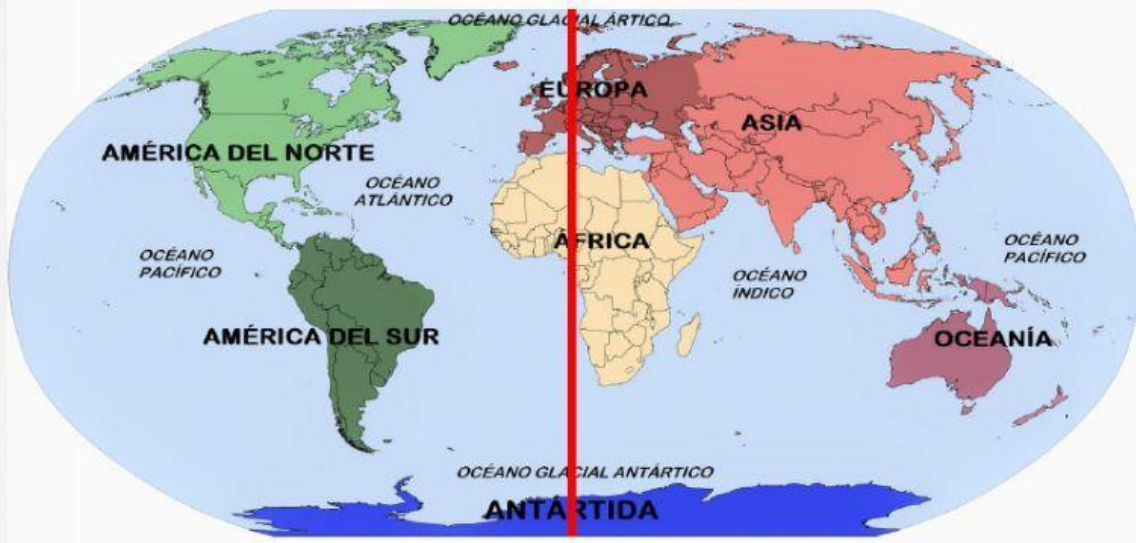 OCÉANO GLACIAL ÁRTICO
EUROPA
ASIA
AMÉRICA DEL NORTE
OCÉANO
ATLÁNTICO
ÁFRICA
OCÉANO
PACÍFICO
OCÉANO
ÍNDICO
OCÉANO
PACÍFICO
AMÉRICA DEL SUR
OCEANÍA
OCÉANO GLACIAL ANTÁRTICO
ANTÁRTIDA